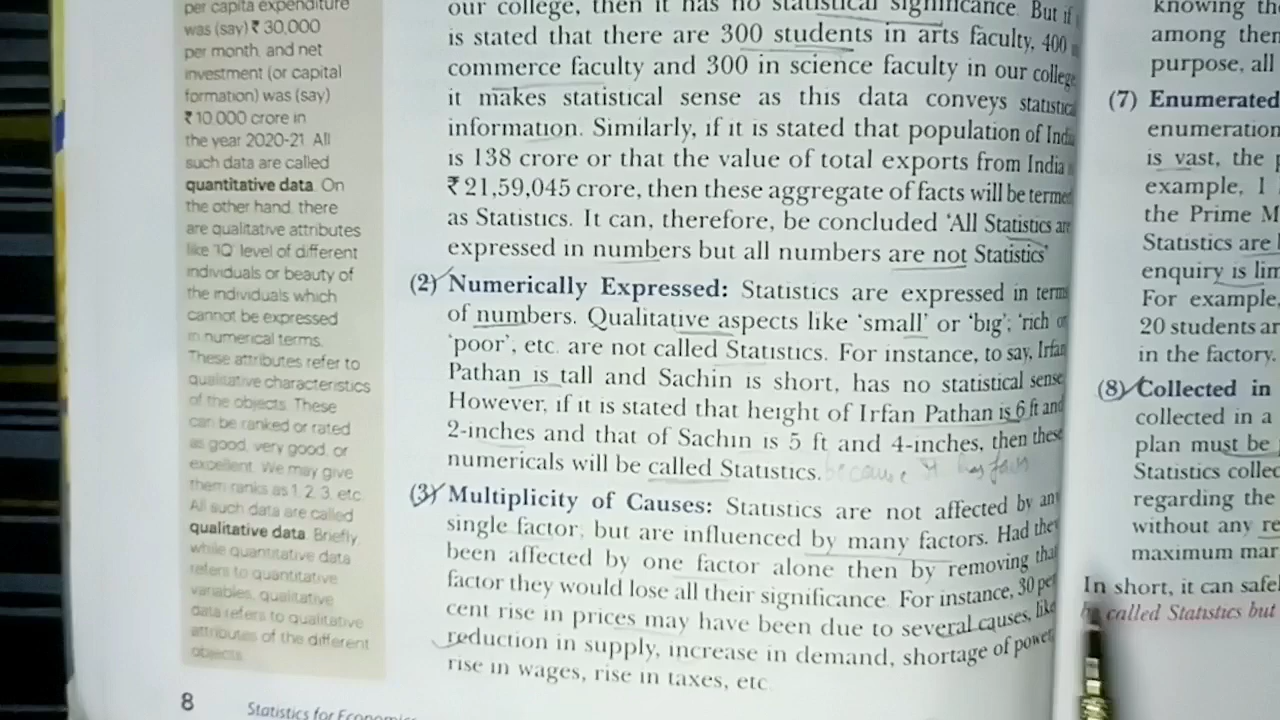 per capita expenditure
was (say) ₹ 30,000
per month, and net
investment (or capital
formation) was (say)
₹ 10,000 crore in
the year 2020-21. All
such data are called
quantitative data. On
the other hand, there
are qualitative attributes
like 'IQ' level of different
individuals or beauty of
the individuals which
cannot be expressed
in numerical terms.
These attributes refer to
qualitative characteristics
of the objects. These
can be ranked or rated
as good, very good, or
excellent. We may give
them ranks as 1, 2, 3, etc.
All such data are called
qualitative data. Briefly,
while quantitative data
refers to quantitative
variables, qualitative
data refers to qualitative
attributes of the different
objects.
8
Statistics for
our college, then it has no statistical significance. But if
is stated that there are 300 students in arts faculty, 400
commerce faculty and 300 in science faculty in our college
it makes statistical sense as this data conveys statistical
information. Similarly, if it is stated that population of India
is 138 crore or that the value of total exports from India
₹ 21,59,045 crore, then these aggregate of facts will be termed
as Statistics. It can, therefore, be concluded 'All Statistics are
expressed in numbers but all numbers are not Statistics'
(2) Numerically Expressed: Statistics are expressed in terms
of numbers. Qualitative aspects like 'small' or 'big'; 'rich or
'poor', etc. are not called Statistics. For instance, to say, Irfan
Pathan is tall and Sachin is short, has no statistical sense
However, if it is stated that height of Irfan Pathan is 6 ft and
2-inches and that of Sachin is 5 ft and 4-inches, then these
numericals will be called Statistics. because it has
(3) Multiplicity of Causes: Statistics are not affected by any
single factor, but are influenced by many factors. Had they
been affected by one factor alone then by removing that
factor they would lose all their significance. For instance, 30 per
cent rise in prices may have been due to several causes, like
reduction in supply, increase in demand, shortage of power,
rise in wages, rise in taxes, etc.
knowing
among
purpose, all
(7) Enumerated
enumeration
is vast, the
example, 1
the Prime M
Statistics are
enquiry is
For example,
20 students
in the factory.
(8) Collected in
collected in a
plan must be
Statistics
regarding the
without any
maximum
In short, it can
called Statistics but